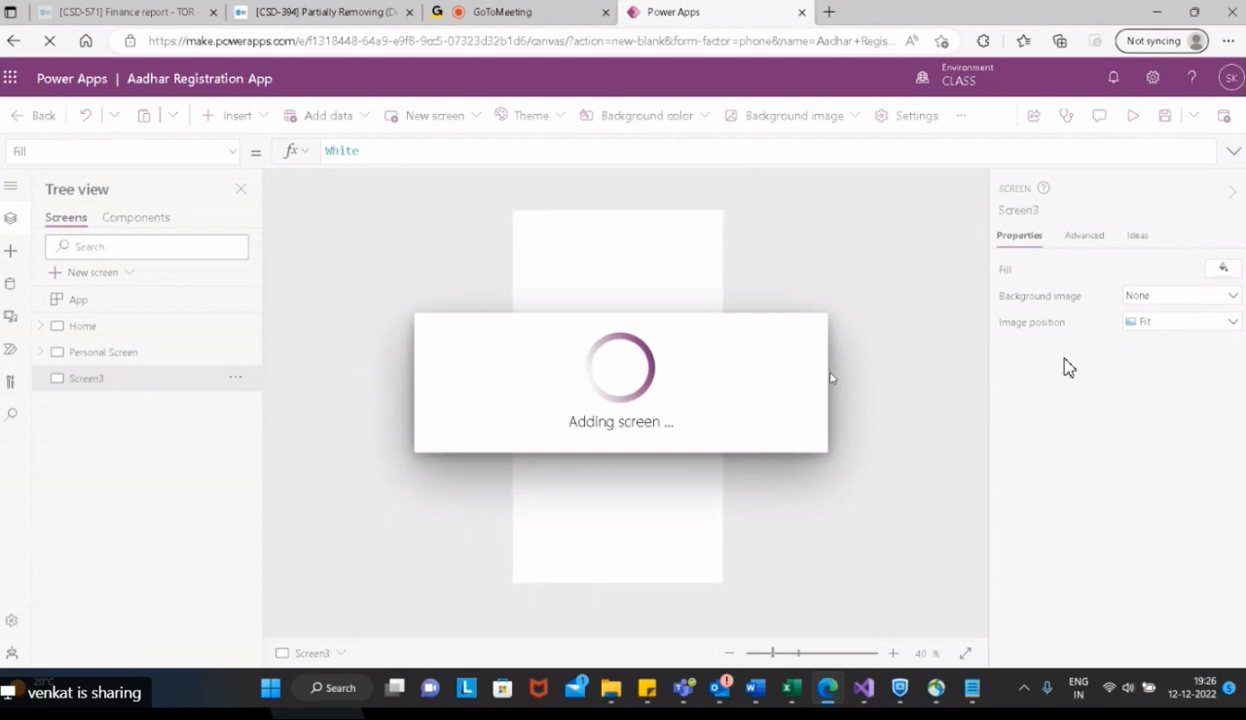 [CSD-571] Finance report - TOR -
[CSD-394] Partially Removing (D
GoToMeeting
Power Apps
https://make.powerapps.com/e/f1318448-64a9-e9f8-9cc5-07323d32b1d6/canvas/?action=new-blank&form-factor=phone&name=Aadhar+Regis...
Not syncing
Power Apps | Aadhar Registration App
Environment
CLASS
SK
Back
Insert
Add data
New screen
Theme
Background color
Background image
Settings
Fill
=
fx
White
Tree view
Screens
Components
Search
New screen
App
Home
Personal Screen
Screen3
Adding screen ...
SCREEN
Screen3
Properties
Advanced
Ideas
Fill
Background image
None
Image position
Fit
Screen3
40 %
20°C
venkat is sharing
Search
ENG
IN
19:26
12-12-2022